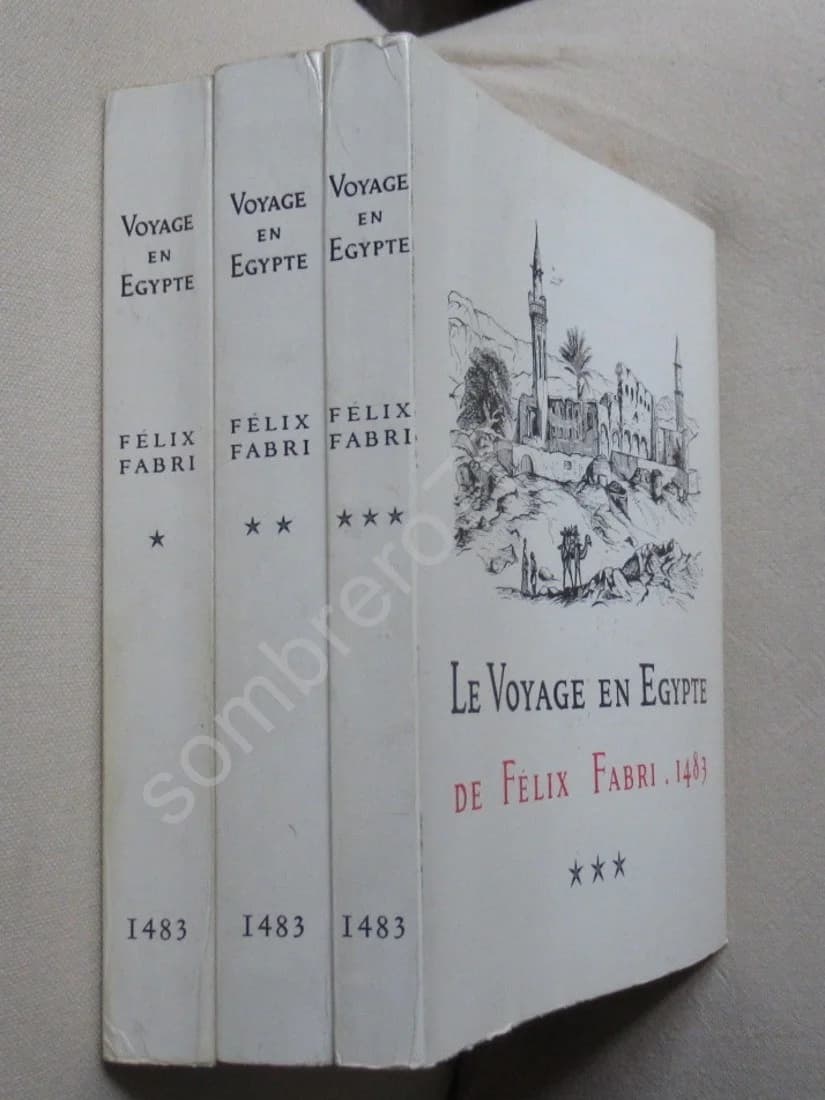 VOYAGE
EN
EGYPTE
FÉLIX
FABRI
★
1483
VOYAGE
EN
EGYPTE
FÉLIX
FABRI
★ ★
1483
VOYAGE
EN
EGYPTE
FÉLIX
FABRI
★ ★ ★
1483
LE VOYAGE EN EGYPTE
DE FÉLIX FABRI . 1483
★ ★ ★
sombrero